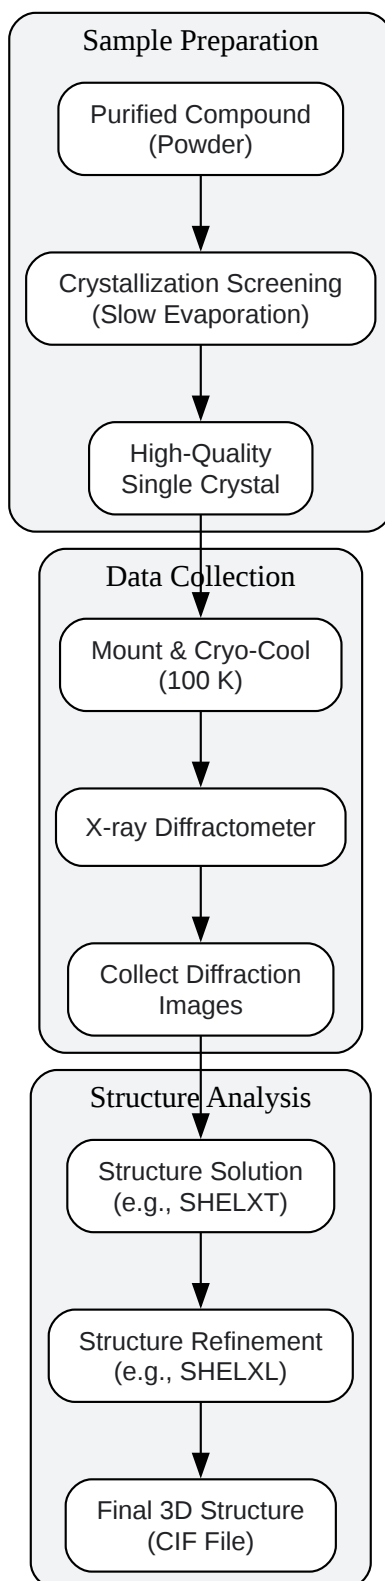 Sample Preparation
Purified Compound
(Powder)
Crystallization Screening
(Slow Evaporation)
High-Quality
Single Crystal
Data Collection
Mount & Cryo-Cool
(100 K)
X-ray Diffractometer
Collect Diffraction
Images
Structure Analysis
Structure Solution
(e.g., SHELXT)
Structure Refinement
(e.g., SHELXL)
Final 3D Structure
(CIF File)